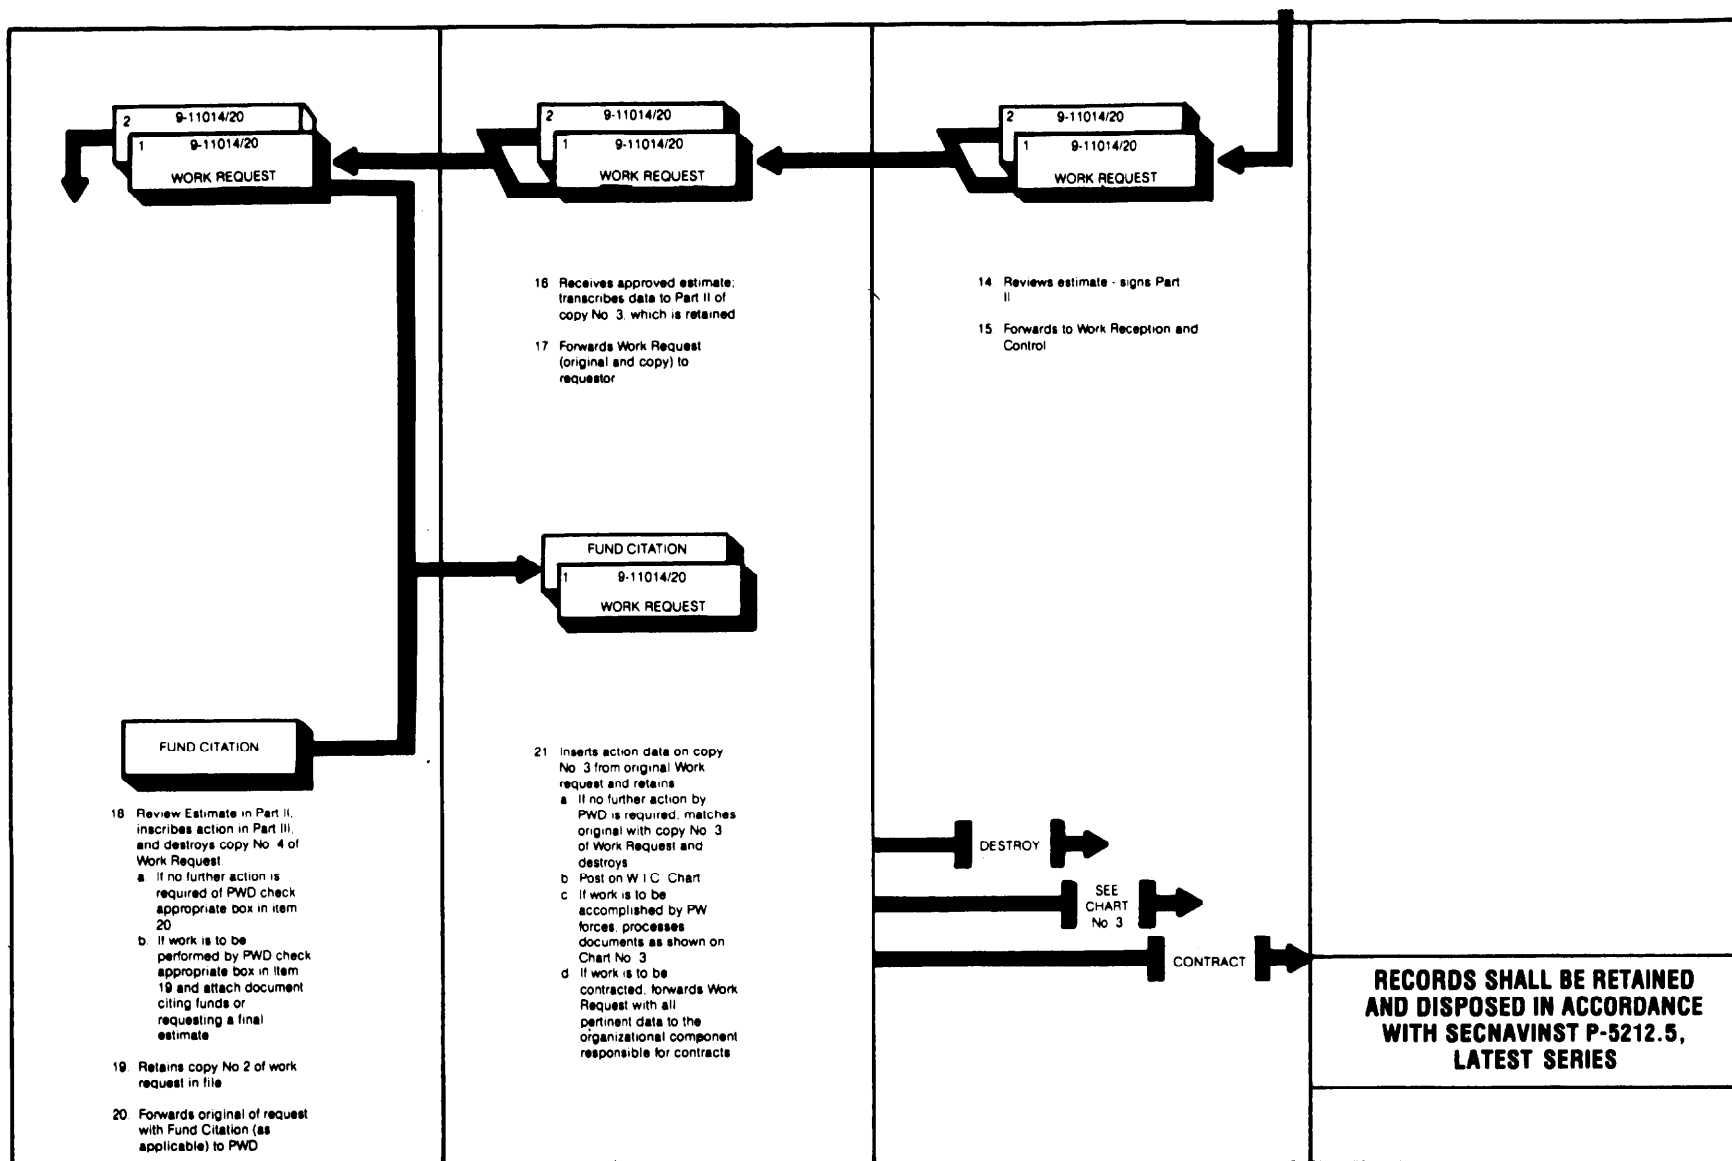 2 9-11014/20
1 9-11014/20
WORK REQUEST
2 9-11014/20
1 9-11014/20
WORK REQUEST
2 9-11014/20
1 9-11014/20
WORK REQUEST
16 Receives approved estimate;
transcribes data to Part II of
copy No 3, which is retained
17 Forwards Work Request
(original and copy) to
requestor
14 Reviews estimate - signs Part
II
15 Forwards to Work Reception and
Control
FUND CITATION
1 9-11014/20
WORK REQUEST
FUND CITATION
18 Review Estimate in Part II,
inscribes action in Part III,
and destroys copy No 4 of
Work Request
a If no further action is
required of PWD check
appropriate box in item
20
b. If work is to be
performed by PWD check
appropriate box in Item
19 and attach document
citing funds or
requesting a final
estimate
19. Retains copy No 2 of work
request in file
20. Forwards original of request
with Fund Citation (as
applicable) to PWD
21 Inserts action data on copy
No 3 from original Work
request and retains
a If no further action by
PWD is required, matches
original with copy No 3
of Work Request and
destroys
b Post on W I C Chart
c If work is to be
accomplished by PW
forces, processes
documents as shown on
Chart No 3
d If work is to be
contracted, forwards Work
Request with all
pertinent data to the
organizational component
responsible for contracts
DESTROY
SEE
CHART
No 3
CONTRACT
RECORDS SHALL BE RETAINED
AND DISPOSED IN ACCORDANCE
WITH SECNAVINST P-5212.5,
LATEST SERIES